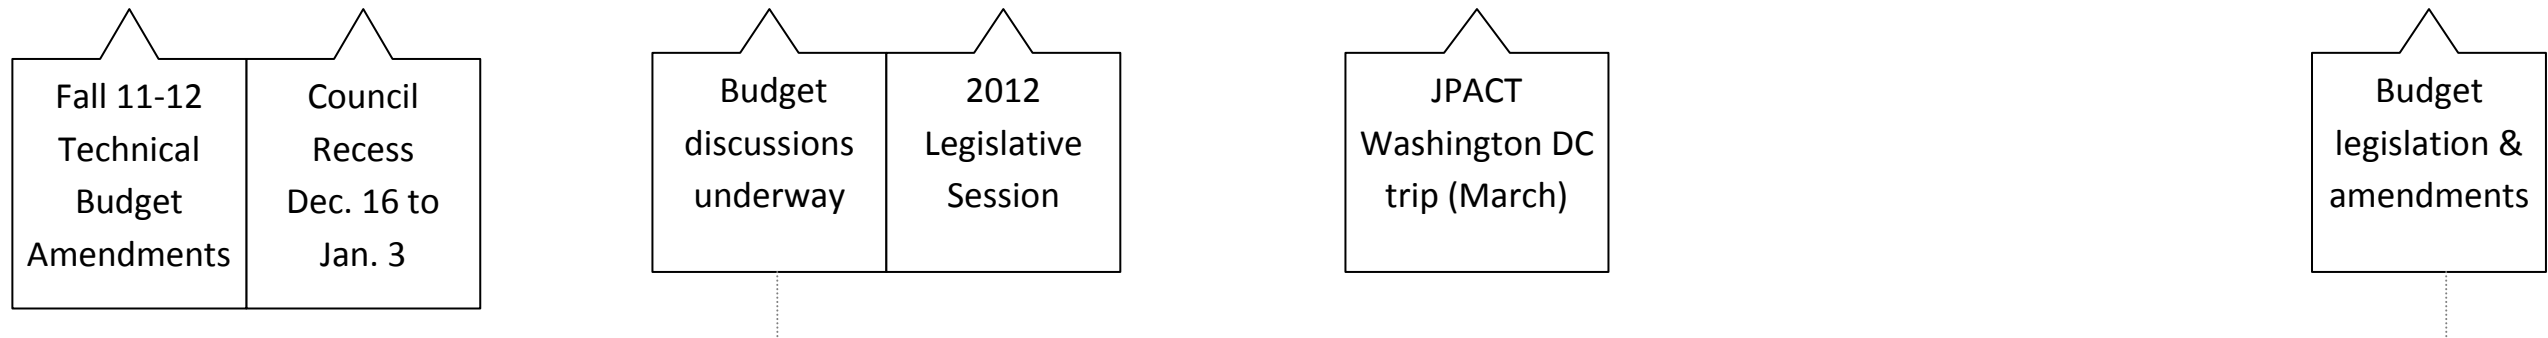 Fall 11-12
Technical
Budget
Amendments
Council
Recess
Dec. 16 to
Jan. 3
Budget
discussions
underway
2012
Legislative
Session
JPACT
Washington DC
trip (March)
Budget
legislation &
amendments